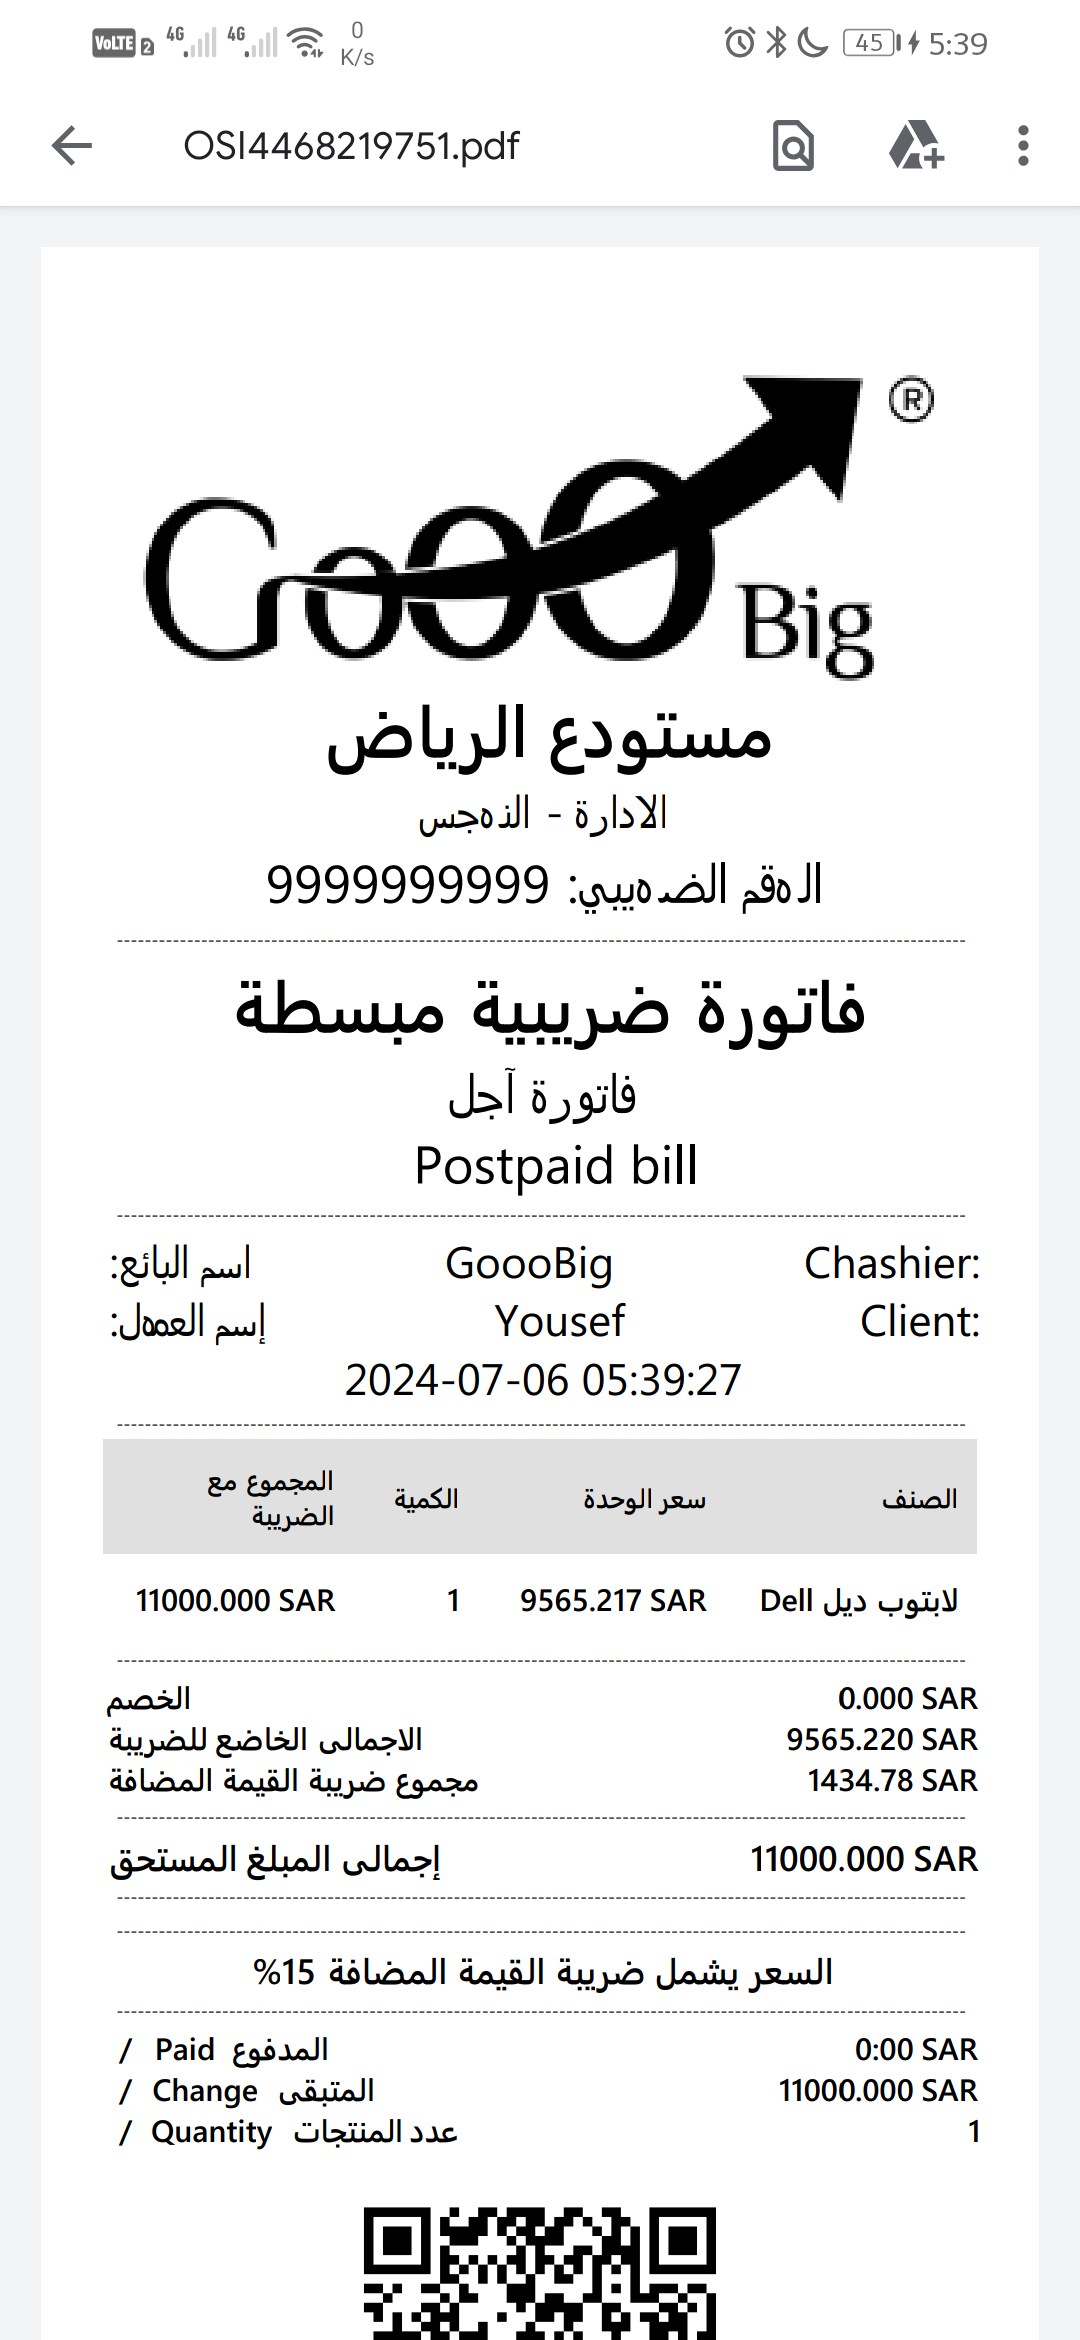 VoLTE 2 4G 4G 0 K/s 45 5:39
OSI4468219751.pdf
GoooBig ®
مستودع الرياض
الادارة -
9999999999
فاتورة ضريبية مبسطة
فاتورة آجل
Postpaid bill
اسم البائع: GoooBig Chashier:
إسم Yousef Client:
2024-07-06 05:39:27
الصنف سعر الوحدة الكمية المجموع مع الضريبة
لابتوب ديل Dell 9565.217 SAR 1 11000.000 SAR
الخصم 0.000 SAR
الاجمالى الخاضع للضريبة 9565.220 SAR
مجموع ضريبة القيمة المضافة 1434.78 SAR
إجمالى المبلغ المستحق 11000.000 SAR
السعر يشمل ضريبة القيمة المضافة 15%
/ Paid المدفوع 0:00 SAR
/ Change المتبقى 11000.000 SAR
/ Quantity عدد المنتجات 1